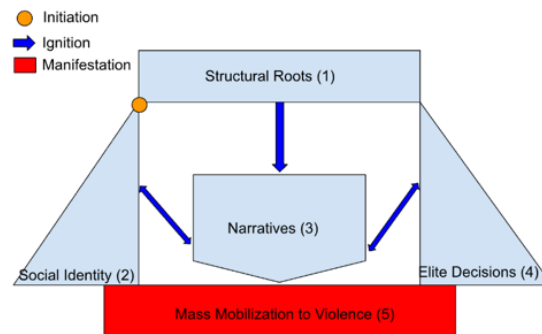 Initiation
Ignition
Manifestation
Structural Roots (1)
Narratives (3)
Social Identity (2)
Elite Decisions (4)
Mass Mobilization to Violence (5)